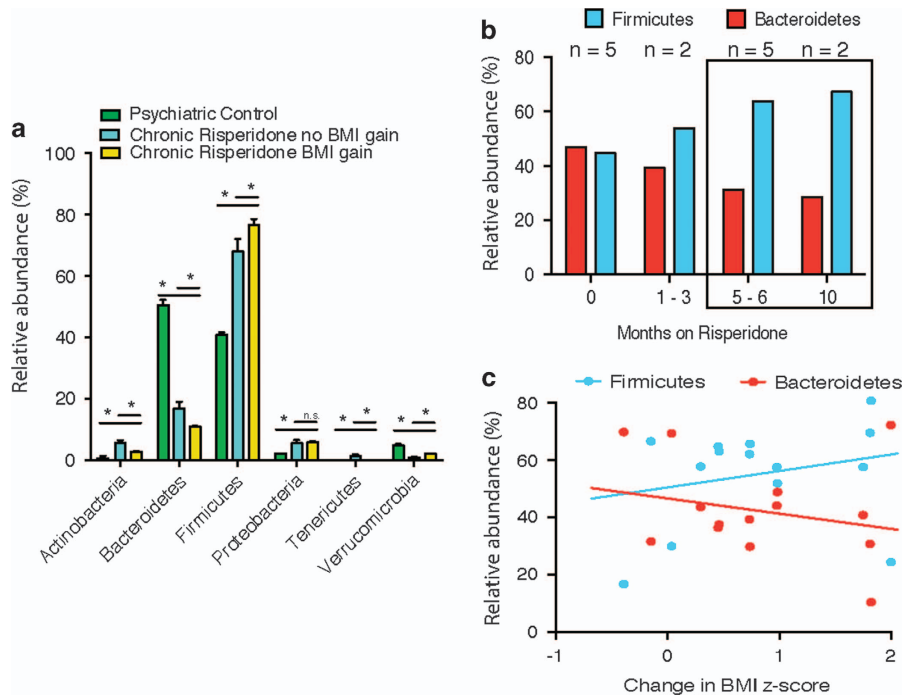 a
Psychiatric Control
Chronic Risperidone no BMI gain
Chronic Risperidone BMI gain
Relative abundance (%)
100
80
60
40
20
0
* *
* *
* *
* n.s.
* *
* *
Actinobacteria
Bacteroidetes
Firmicutes
Proteobacteria
Tenericutes
Verrucomicrobia
b
Firmicutes Bacteroidetes
n = 5 n = 2 n = 5 n = 2
Relative abundance (%)
80
60
40
20
0
0 1 - 3 5 - 6 10
Months on Risperidone
c
Firmicutes Bacteroidetes
Relative abundance (%)
80
60
40
20
0
-1 0 1 2
Change in BMI z-score